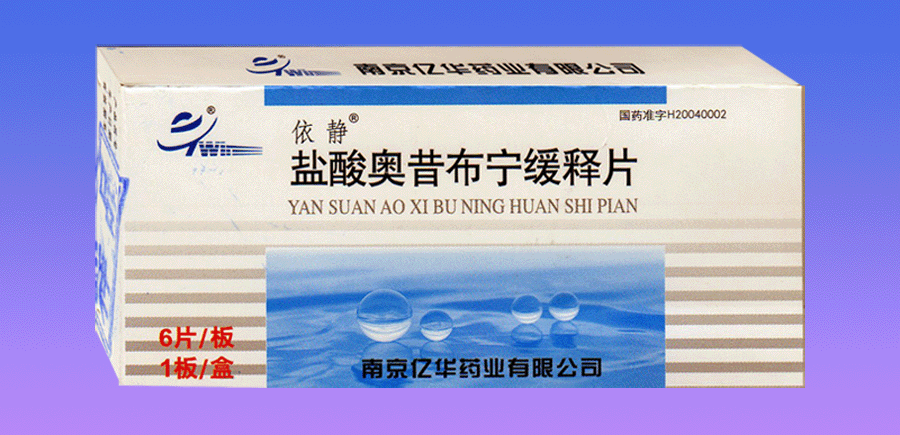 Win
南京亿华药业有限公司
®
Win
国药准字H20040002
依静®
盐酸奥昔布宁缓释片
YAN SUAN AO XI BU NING HUAN SHI PIAN
6片/板
1板/盒
南京亿华药业有限公司